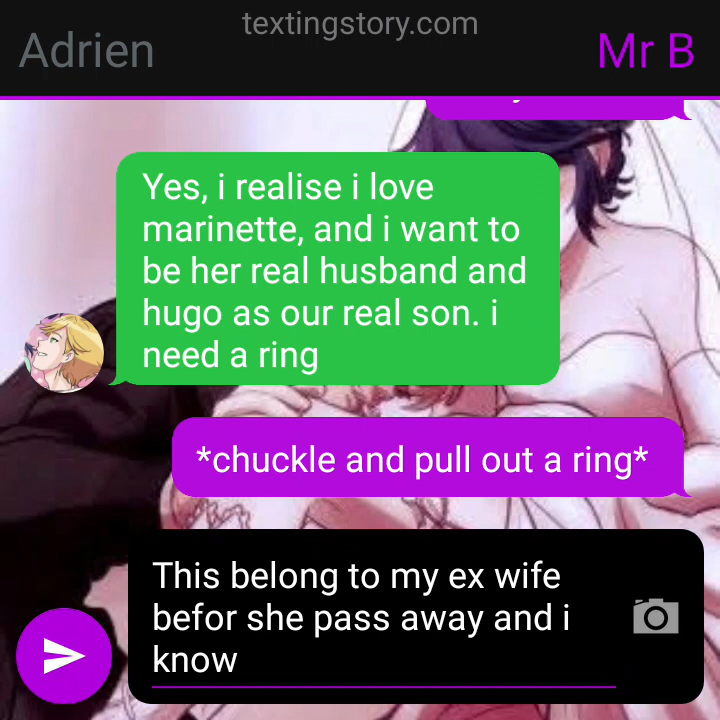 textingstory.com
Adrien
Mr B
Yes, i realise i love
marinette, and i want to
be her real husband and
hugo as our real son. i
need a ring
*chuckle and pull out a ring*
This belong to my ex wife
befor she pass away and i
know